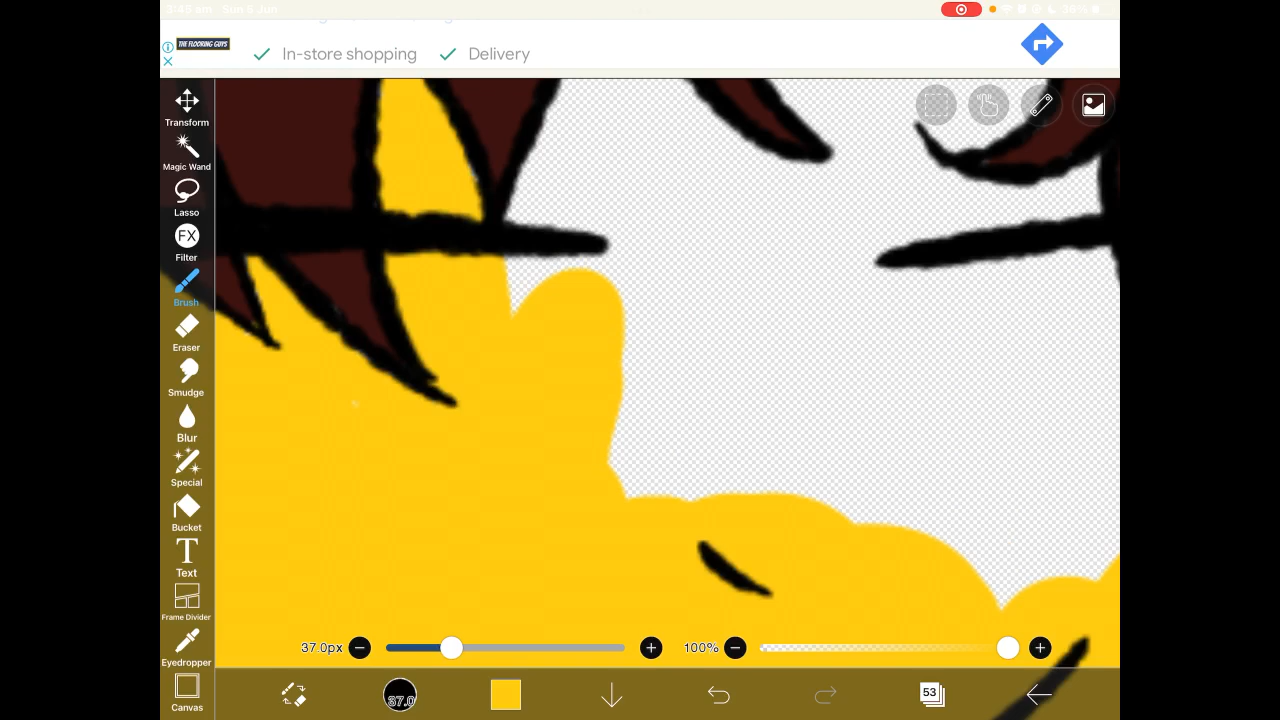 3:45 am Sun 5 Jun
36%
THE FLOORING GUYS
In-store shopping
Delivery
Transform
Magic Wand
Lasso
FX
Filter
Brush
Eraser
Smudge
Blur
Special
Bucket
T
Text
Frame Divider
Eyedropper
Canvas
37.0px
100%
37.0
53